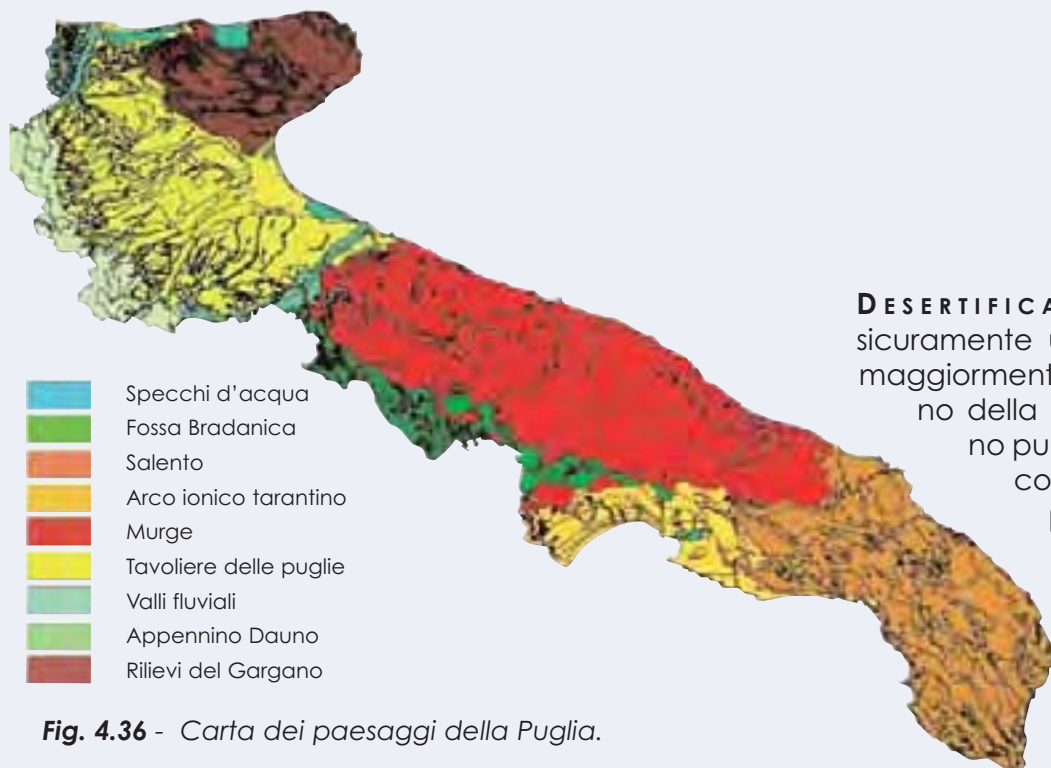 DESERTIFICA
sicuramente
maggiorment
no della
no pu
co
Specchi d'acqua
Fossa Bradanica
Salento
Arco ionico tarantino
Murge
Tavoliere delle puglie
Valli fluviali
Appennino Dauno
Rilievi del Gargano
Fig. 4.36 - Carta dei paesaggi della Puglia.